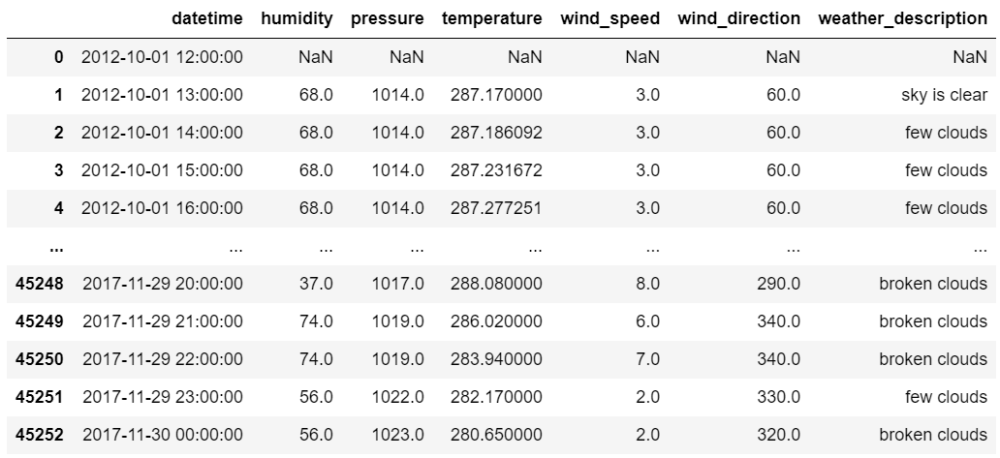 datetime humidity pressure temperature wind_speed wind_direction weather_description
0 2012-10-01 12:00:00 NaN NaN NaN NaN NaN NaN
1 2012-10-01 13:00:00 68.0 1014.0 287.170000 3.0 60.0 sky is clear
2 2012-10-01 14:00:00 68.0 1014.0 287.186092 3.0 60.0 few clouds
3 2012-10-01 15:00:00 68.0 1014.0 287.231672 3.0 60.0 few clouds
4 2012-10-01 16:00:00 68.0 1014.0 287.277251 3.0 60.0 few clouds
... ... ... ... ... ... ... ...
45248 2017-11-29 20:00:00 37.0 1017.0 288.080000 8.0 290.0 broken clouds
45249 2017-11-29 21:00:00 74.0 1019.0 286.020000 6.0 340.0 broken clouds
45250 2017-11-29 22:00:00 74.0 1019.0 283.940000 7.0 340.0 broken clouds
45251 2017-11-29 23:00:00 56.0 1022.0 282.170000 2.0 330.0 few clouds
45252 2017-11-30 00:00:00 56.0 1023.0 280.650000 2.0 320.0 broken clouds